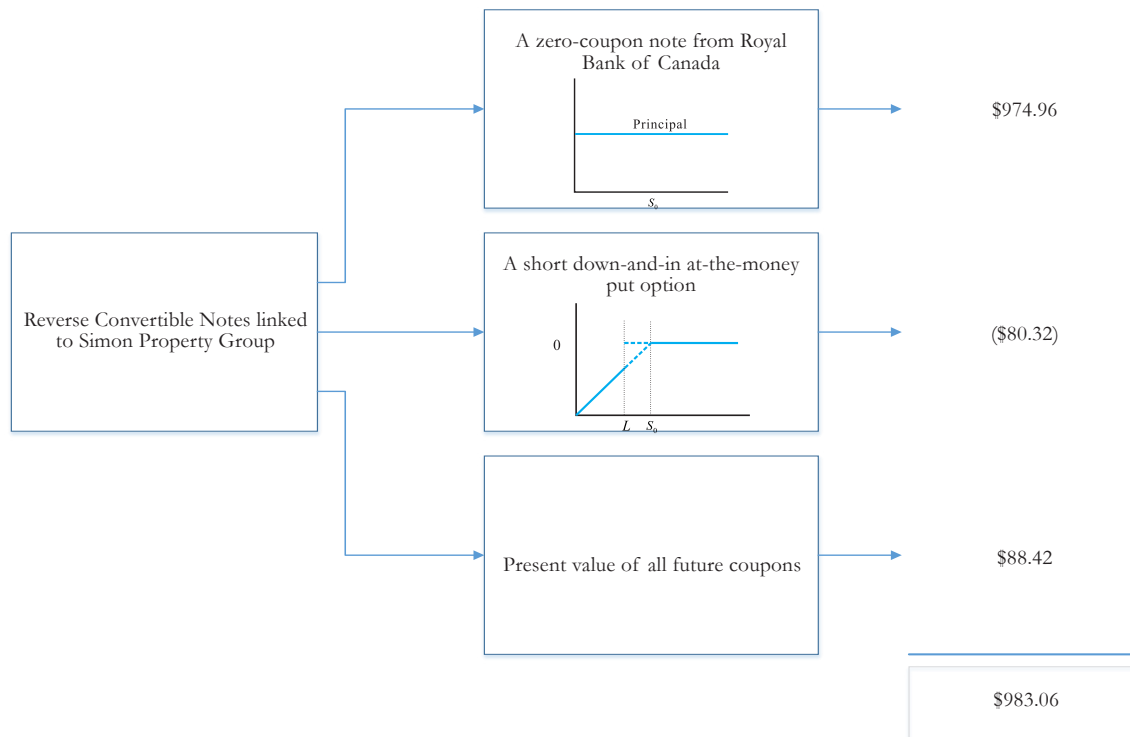 A zero-coupon note from Royal
Bank of Canada
Principal
S₀
$974.96
Reverse Convertible Notes linked
to Simon Property Group
A short down-and-in at-the-money
put option
0
L S₀
($80.32)
Present value of all future coupons
$88.42
$983.06